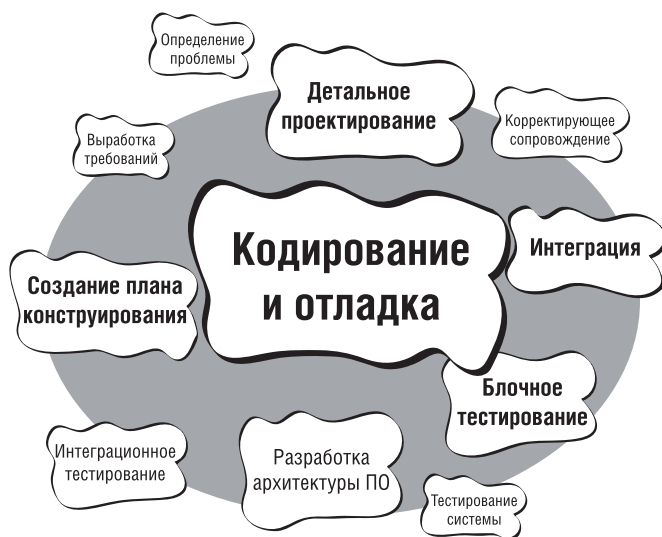 Определение
проблемы
Детальное
проектирование
Корректирующее
сопровождение
Выработка
требований
Кодирование
и отладка
Интеграция
Создание плана
конструирования
Блочное
тестирование
Интеграционное
тестирование
Разработка
архитектуры ПО
Тестирование
системы